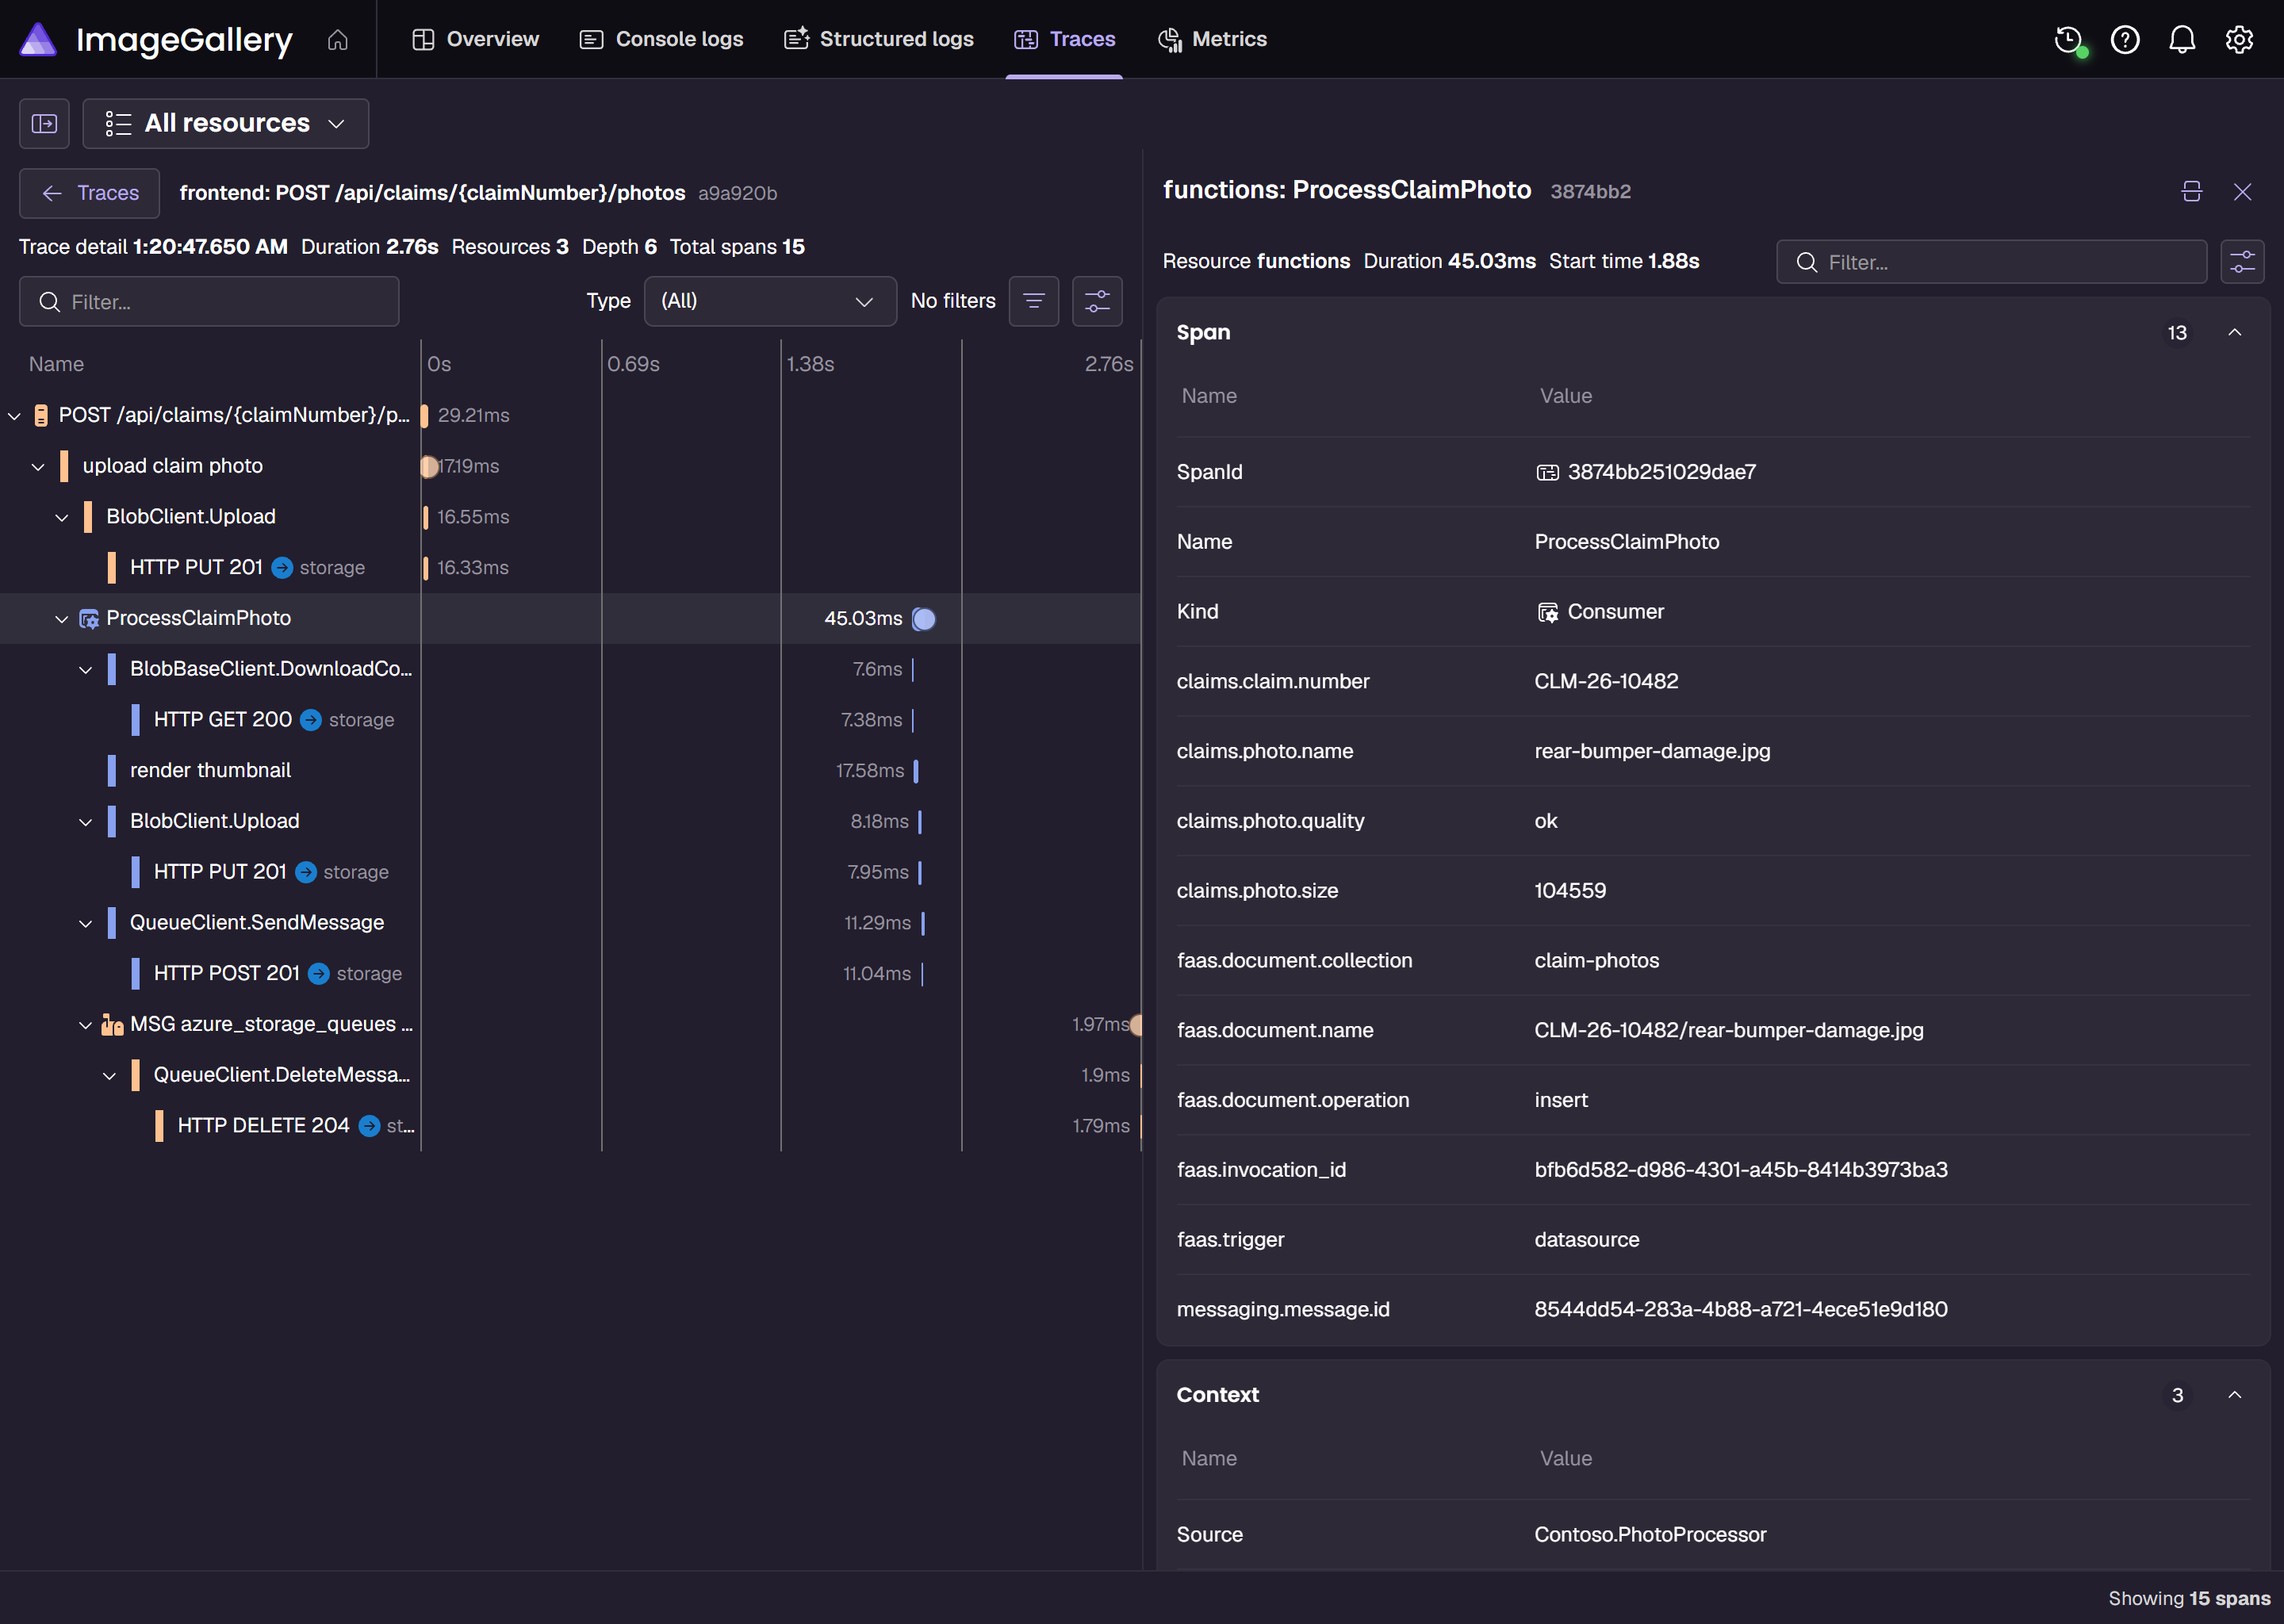 ImageGallery
Overview
Console logs
Structured logs
Traces
Metrics
All resources
Traces
frontend: POST /api/claims/{claimNumber}/photos a9a920b
Trace detail 1:20:47.650 AM Duration 2.76s Resources 3 Depth 6 Total spans 15
Filter...
Type
(All)
No filters
Name 0s 0.69s 1.38s 2.76s
POST /api/claims/{claimNumber}/p... 29.21ms
upload claim photo 17.19ms
BlobClient.Upload 16.55ms
HTTP PUT 201 storage 16.33ms
ProcessClaimPhoto 45.03ms
BlobBaseClient.DownloadCo... 7.6ms
HTTP GET 200 storage 7.38ms
render thumbnail 17.58ms
BlobClient.Upload 8.18ms
HTTP PUT 201 storage 7.95ms
QueueClient.SendMessage 11.29ms
HTTP POST 201 storage 11.04ms
MSG azure_storage_queues ... 1.97ms
QueueClient.DeleteMessa... 1.9ms
HTTP DELETE 204 st... 1.79ms
functions: ProcessClaimPhoto 3874bb2
Resource functions Duration 45.03ms Start time 1.88s
Filter...
Span 13
Name Value
SpanId 3874bb251029dae7
Name ProcessClaimPhoto
Kind Consumer
claims.claim.number CLM-26-10482
claims.photo.name rear-bumper-damage.jpg
claims.photo.quality ok
claims.photo.size 104559
faas.document.collection claim-photos
faas.document.name CLM-26-10482/rear-bumper-damage.jpg
faas.document.operation insert
faas.invocation_id bfb6d582-d986-4301-a45b-8414b3973ba3
faas.trigger datasource
messaging.message.id 8544dd54-283a-4b88-a721-4ece51e9d180
Context 3
Name Value
Source Contoso.PhotoProcessor
Showing 15 spans